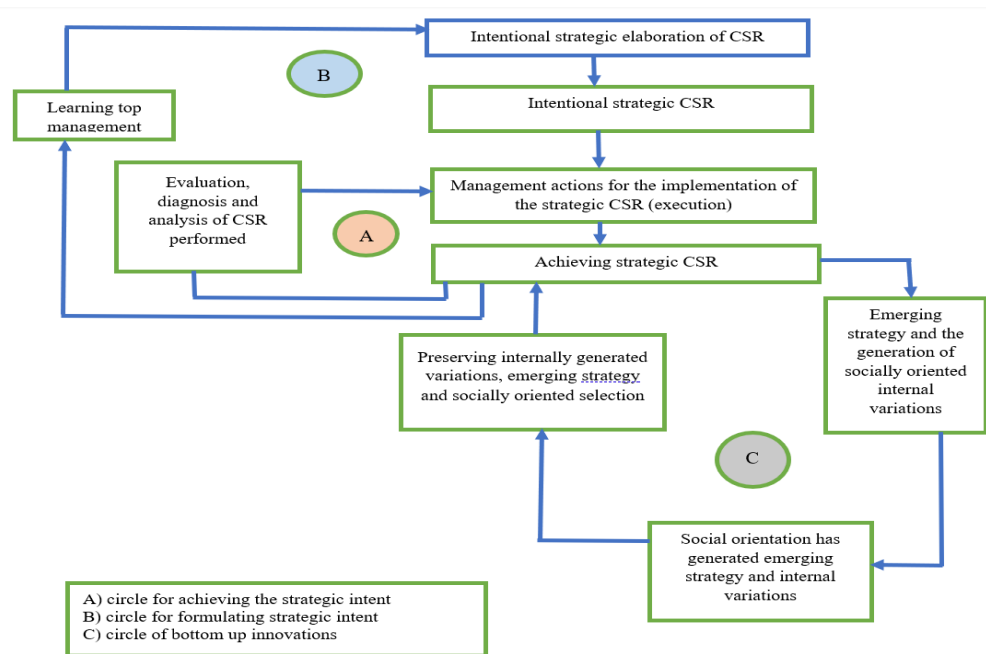 Intentional strategic elaboration of CSR
B
Intentional strategic CSR
Learning top
management
Evaluation,
diagnosis and
analysis of CSR
performed
Management actions for the implementation of
the strategic CSR (execution)
A
Achieving strategic CSR
Emerging
strategy and the
generation of
socially oriented
internal
variations
Preserving internally generated
variations, emerging strategy
and socially oriented selection
C
Social orientation has
generated emerging
strategy and internal
variations
A) circle for achieving the strategic intent
B) circle for formulating strategic intent
C) circle of bottom up innovations